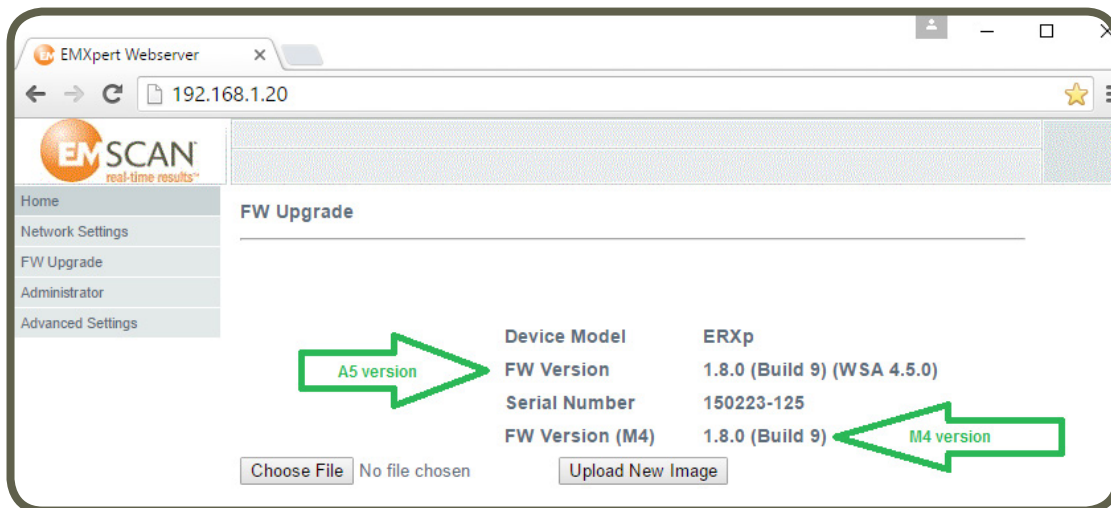 EMXpert Webserver
192.168.1.20
EMSCAN
real-time results™
Home
Network Settings
FW Upgrade
Administrator
Advanced Settings
FW Upgrade
Device Model ERXp
A5 version
FW Version 1.8.0 (Build 9) (WSA 4.5.0)
Serial Number 150223-125
FW Version (M4) 1.8.0 (Build 9)
M4 version
Choose File No file chosen Upload New Image